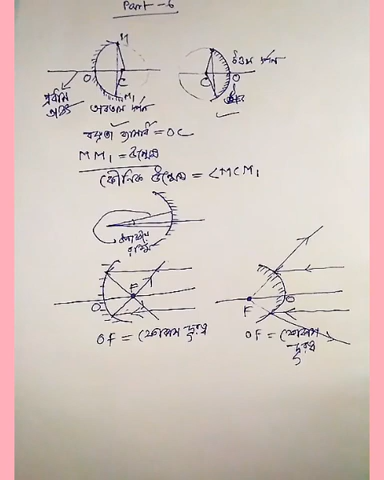 Part - 6
M
C
M₁
O
উত্তল দর্পণ
C
O
প্রধান অক্ষ
অবতল দর্পণ
বক্রতা ব্যাসার্ধ = OC
MM₁ = উন্মেষ
কৌণিক উন্মেষ = ∠MCM₁
F
O
F
O
OF = ফোকাস দূরত্ব
OF = ফোকাস
দূরত্ব